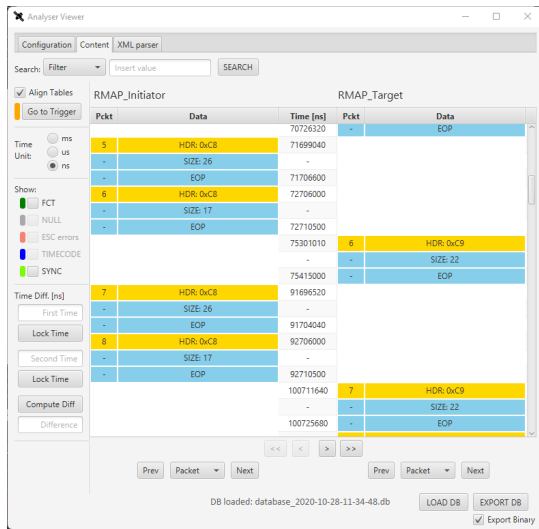 Analyser Viewer
Configuration Content XML parser
Search: Filter Insert value SEARCH
Align Tables
Go to Trigger
Time Unit:
ms
us
ns
Show:
FCT
NULL
ESC errors
TIMECODE
SYNC
Time Diff. [ns]
First Time
Lock Time
Second Time
Lock Time
Compute Diff
Difference
RMAP_Initiator RMAP_Target
Pckt Data Time [ns] Pckt Data
70726320 - EOP
5 HDR: 0xC8 71699040
- SIZE: 26 -
- EOP 71706600
6 HDR: 0xC8 72706000
- SIZE: 17 -
- EOP 72710500
75301010 6 HDR: 0xC9
- - SIZE: 22
75415000 - EOP
7 HDR: 0xC8 91696520
- SIZE: 26 -
- EOP 91704040
8 HDR: 0xC8 92706000
- SIZE: 17 -
- EOP 92710500
100711640 7 HDR: 0xC9
- - SIZE: 22
100725680 - EOP
<< < > >>
Prev Packet Next Prev Packet Next
DB loaded: database_2020-10-28-11-34-48.db LOAD DB EXPORT DB
Export Binary